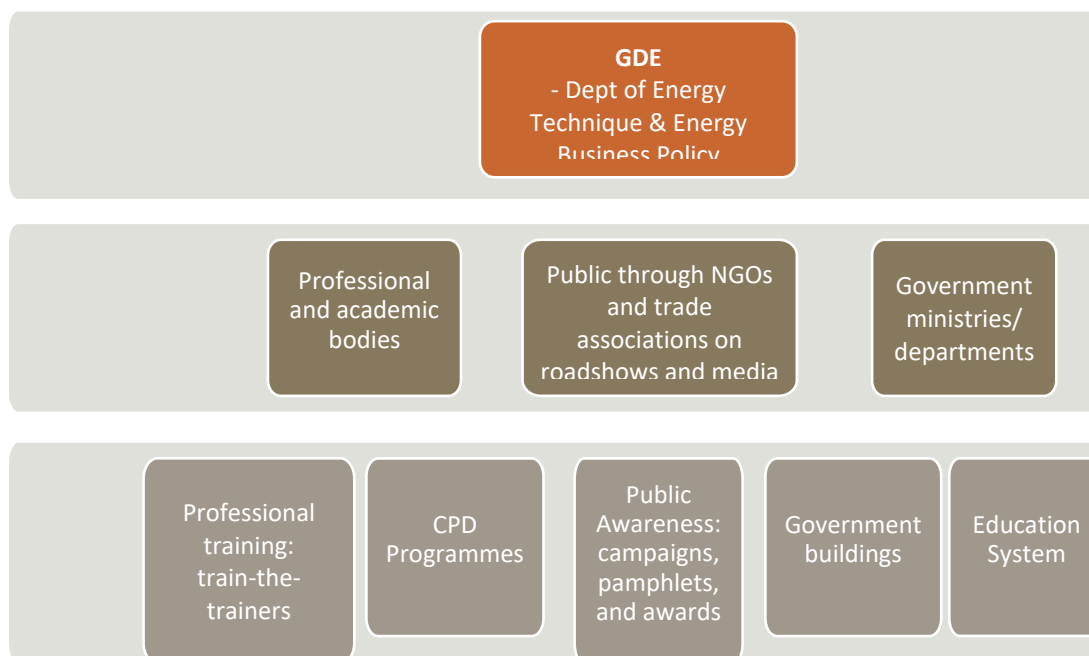 GDE
- Dept of Energy
Technique & Energy
Business Policy
Professional
and academic
bodies
Public through NGOs
and trade
associations on
roadshows and media
Government
ministries/
departments
Professional
training:
train-the-
trainers
CPD
Programmes
Public
Awareness:
campaigns,
pamphlets,
and awards
Government
buildings
Education
System